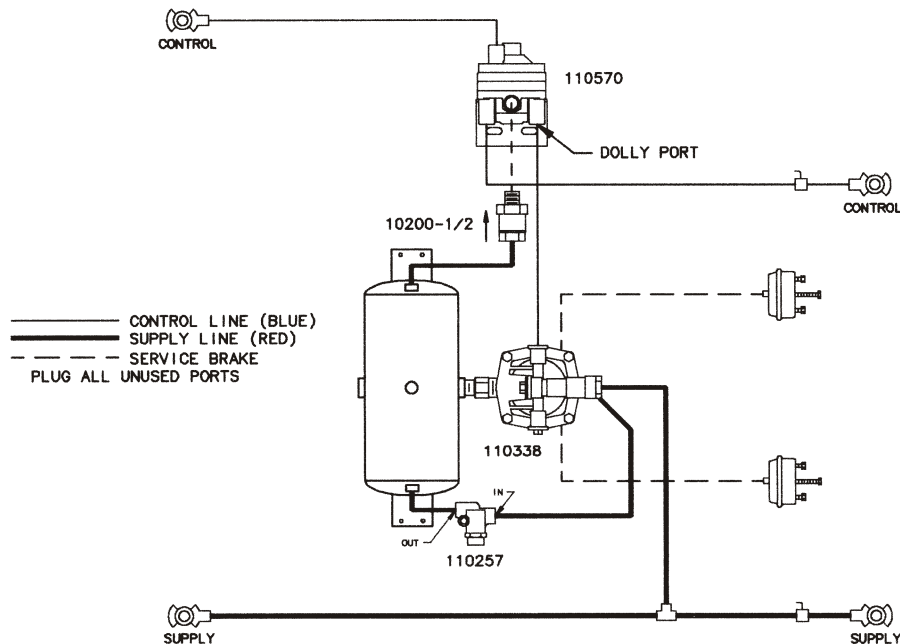 CONTROL
110570
DOLLY PORT
CONTROL
10200-1/2
CONTROL LINE (BLUE)
SUPPLY LINE (RED)
SERVICE BRAKE
PLUG ALL UNUSED PORTS
110338
IN
OUT
110257
SUPPLY
SUPPLY